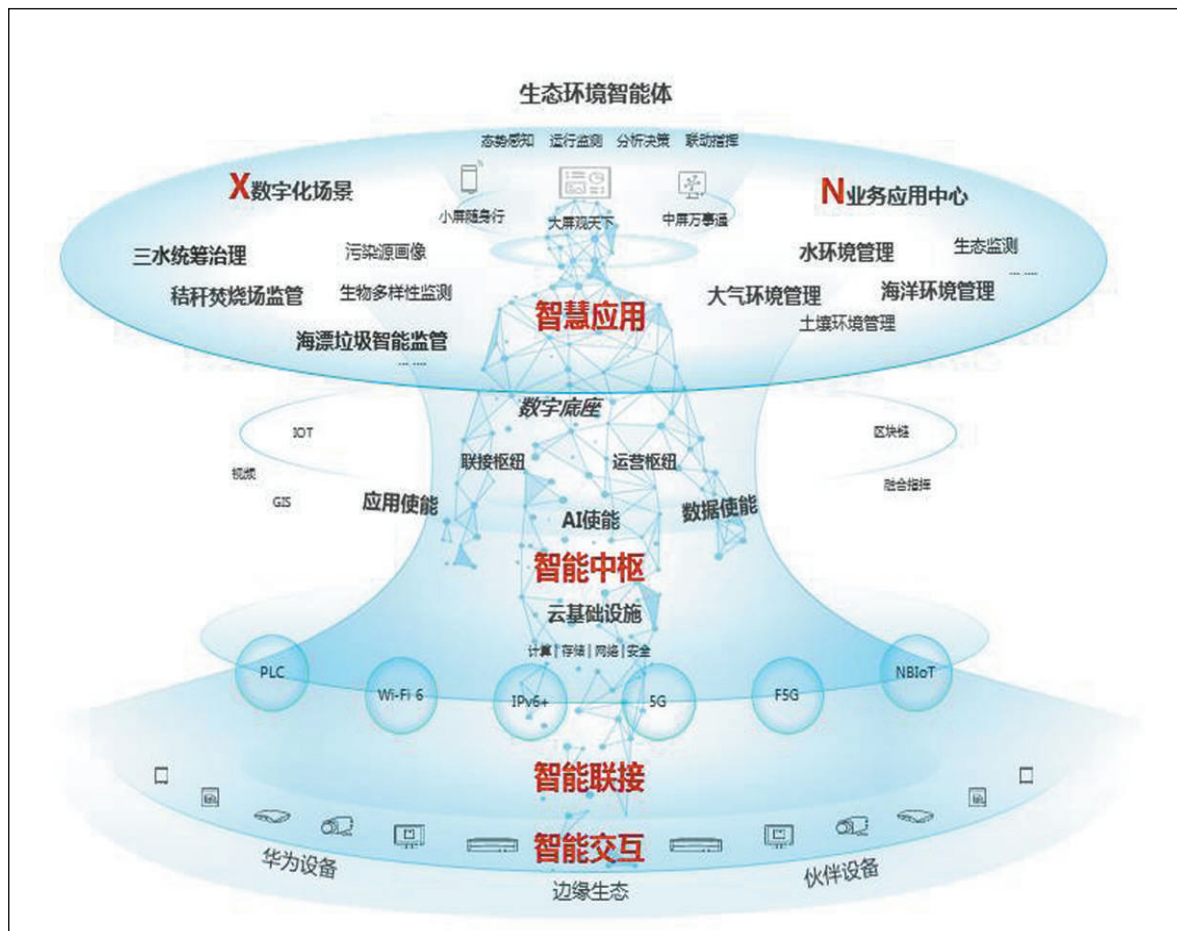 生态环境智能体
态势感知 运行监测 分析决策 联动指挥
X数字化场景
N业务应用中心
小屏随身行
大屏观天下
中屏万事通
三水统筹治理
污染源画像
水环境管理
生态监测
... ...
秸秆焚烧场监管
生物多样性监测
大气环境管理
海洋环境管理
智慧应用
土壤环境管理
海漂垃圾智能监管
... ...
数字底座
IOT
区块链
联接枢纽
运营枢纽
视频
融合指挥
GIS
应用使能
AI使能
数据使能
智能中枢
云基础设施
计算|存储|网络|安全
PLC
Wi-Fi 6
IPv6+
5G
F5G
NBIoT
智能联接
智能交互
华为设备
边缘生态
伙伴设备